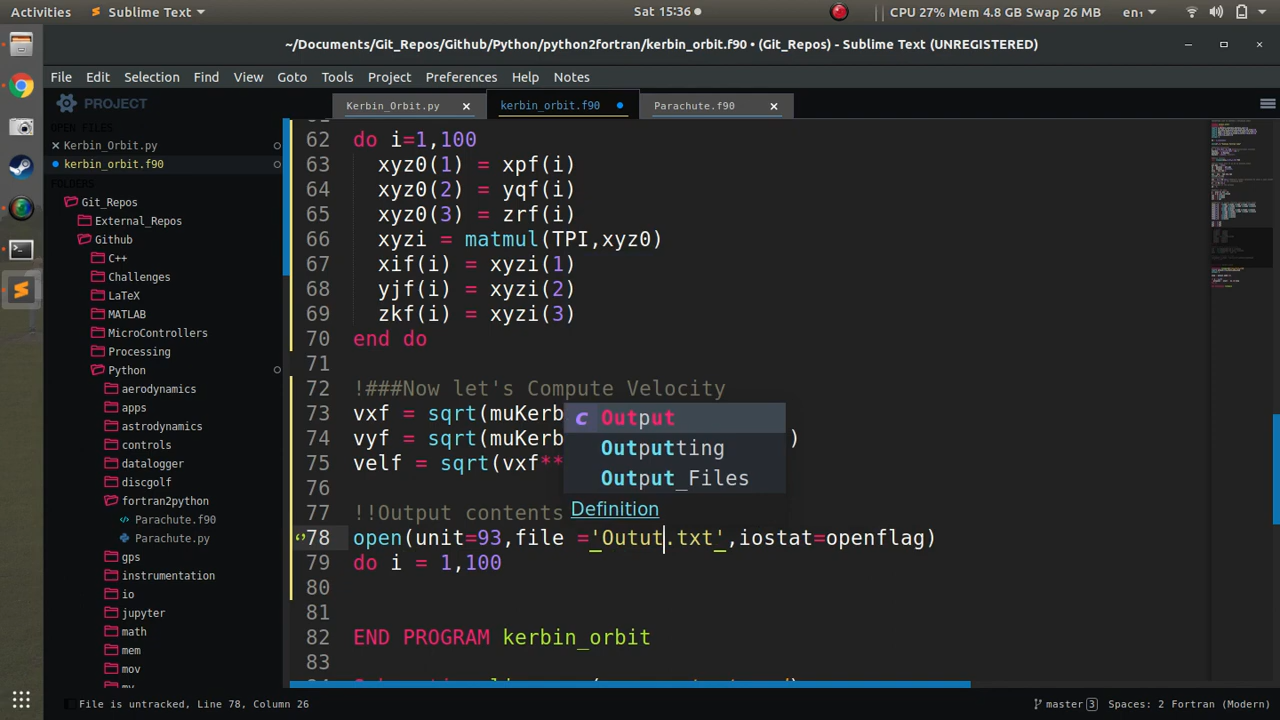 Activities Sublime Text Sat 15:36 CPU 27% Mem 4.8 GB Swap 26 MB en₁
~/Documents/Git_Repos/Github/Python/python2fortran/kerbin_orbit.f90 • (Git_Repos) - Sublime Text (UNREGISTERED)
File Edit Selection Find View Goto Tools Project Preferences Help Notes
PROJECT
Kerbin_Orbit.py kerbin_orbit.f90 Parachute.f90
OPEN FILES
Kerbin_Orbit.py
kerbin_orbit.f90
FOLDERS
Git_Repos
External_Repos
Github
C++
Challenges
LaTeX
MATLAB
MicroControllers
Processing
Python
aerodynamics
apps
astrodynamics
controls
datalogger
discgolf
fortran2python
Parachute.f90
Parachute.py
gps
instrumentation
io
jupyter
math
mem
mov
62 do i=1,100
63 xyz0(1) = xpf(i)
64 xyz0(2) = yqf(i)
65 xyz0(3) = zrf(i)
66 xyzi = matmul(TPI,xyz0)
67 xif(i) = xyzi(1)
68 yjf(i) = xyzi(2)
69 zkf(i) = xyzi(3)
70 end do
71
72 !###Now let's Compute Velocity
73 vxf = sqrt(muKerb
74 vyf = sqrt(muKerb )
75 velf = sqrt(vxf**
76
77 !!Output contents
78 open(unit=93,file ='Outut.txt',iostat=openflag)
79 do i = 1,100
80
81
82 END PROGRAM kerbin_orbit
83
c Output
Outputting
Output_Files
Definition
File is untracked, Line 78, Column 26 master 3 Spaces: 2 Fortran (Modern)